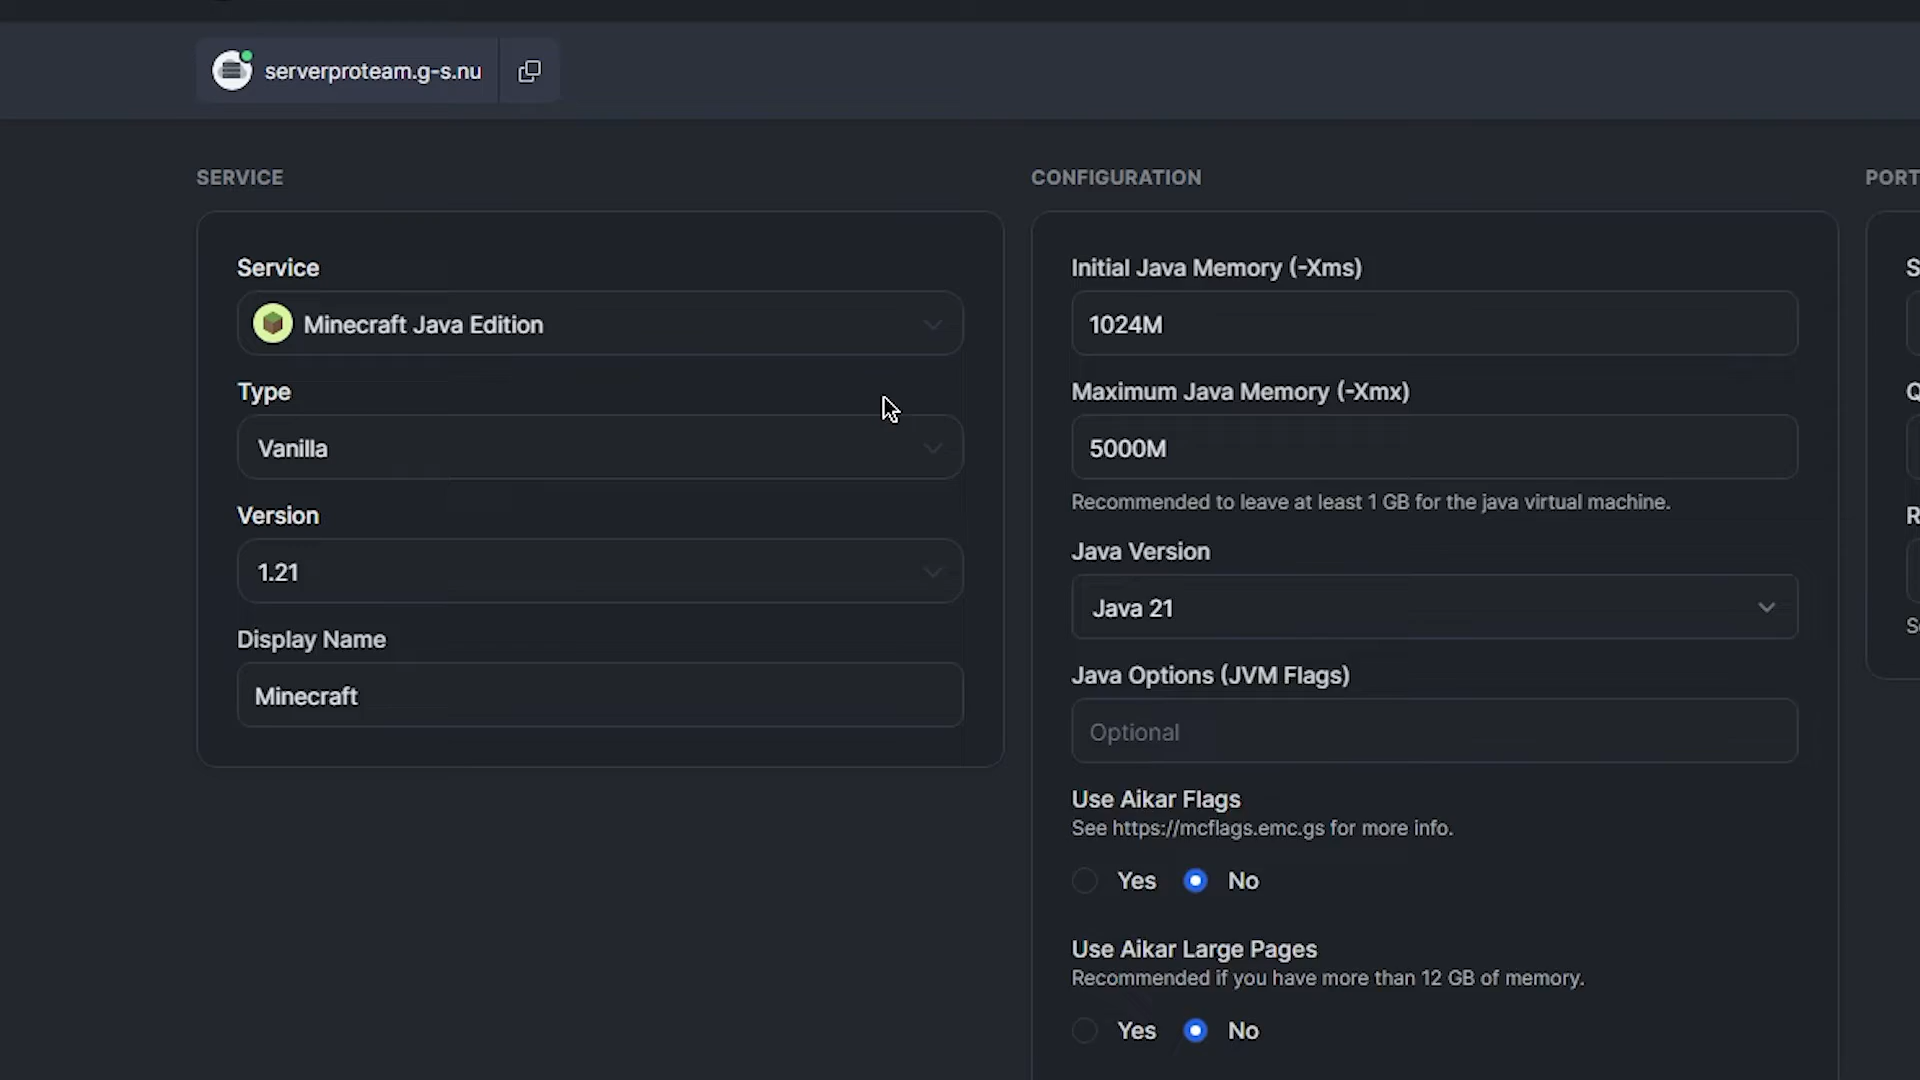 serverproteam.g-s.nu
SERVICE
Service
Minecraft Java Edition
Type
Vanilla
Version
1.21
Display Name
Minecraft
CONFIGURATION
Initial Java Memory (-Xms)
1024M
Maximum Java Memory (-Xmx)
5000M
Recommended to leave at least 1 GB for the java virtual machine.
Java Version
Java 21
Java Options (JVM Flags)
Optional
Use Aikar Flags
See https://mcflags.emc.gs for more info.
Yes No
Use Aikar Large Pages
Recommended if you have more than 12 GB of memory.
Yes No
PORT
S
Q
R